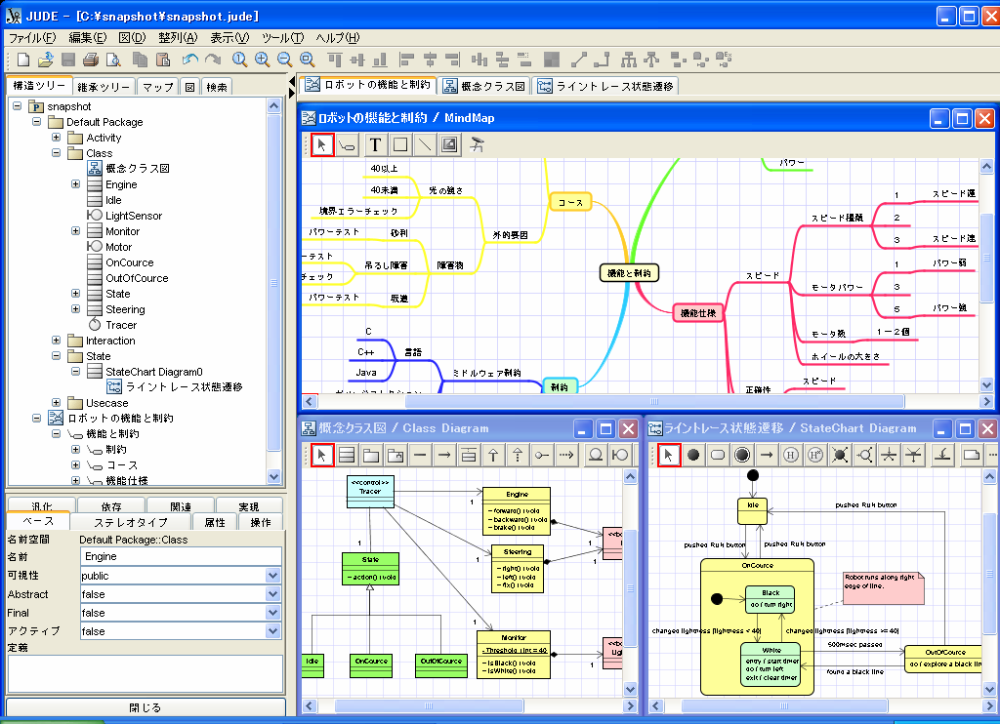 JUDE - [C:¥snapshot¥snapshot.jude]
ファイル(F) 編集(E) 図(D) 整列(A) 表示(V) ツール(T) ヘルプ(H)
構造ツリー 継承ツリー マップ 図 検索
snapshot
Default Package
Activity
Class
概念クラス図
Engine
Idle
LightSensor
Monitor
Motor
OnCource
OutOfCource
State
Steering
Tracer
Interaction
State
StateChart Diagram0
ライントレース状態遷移
Usecase
ロボットの機能と制約
機能と制約
制約
コース
機能仕様
汎化 依存 関連 実現
ベース ステレオタイプ 属性 操作
名前空間 Default Package::Class
名前 Engine
可視性 public
Abstract false
Final false
アクティブ false
定義
閉じる
ロボットの機能と制約 概念クラス図 ライントレース状態遷移
ロボットの機能と制約 / MindMap
T
40以上
40未満
光の強さ
境界エラーチェック
パワーテスト
砂利
ーテスト
吊るし障害
チェック
障害物
パワーテスト
坂道
外的要因
コース
パワー
機能と制約
C
C++
Java
言語
ミドルウェア制約
制約
機能仕様
スピード
スピード種類
1
スピード遅
2
3
スピード速
モータパワー
1
パワー弱
3
5
パワー強
モータ数
1－2個
ホイールの大きさ
スピード
正確性
概念クラス図 / Class Diagram
<<control>>
Tracer
Engine
- forward() : void
- backward() : void
- brake() : void
1
Steering
- right() : void
- left() : void
- fix() : void
1
<<bo
1
1
1
State
- action() : void
1
Monitor
- Threshold : int = 40
- isBlack() : void
- isWhite() : void
<<bo
Ligh
1
Idle
OnCource
OutOfCource
ライントレース状態遷移 / StateChart Diagram
H H*
Idle
pushed RUN button
pushed RUN button
pushed RUN button
OnCource
Robot runs along right
edge of line.
Black
do / turn right
changed lightness [lightness < 40]
changed lightness [lightness >= 40]
White
entry / start timer
do / turn left
exit / clear timer
500msec passed
found a black line
OutOfCource
do / explore a black line